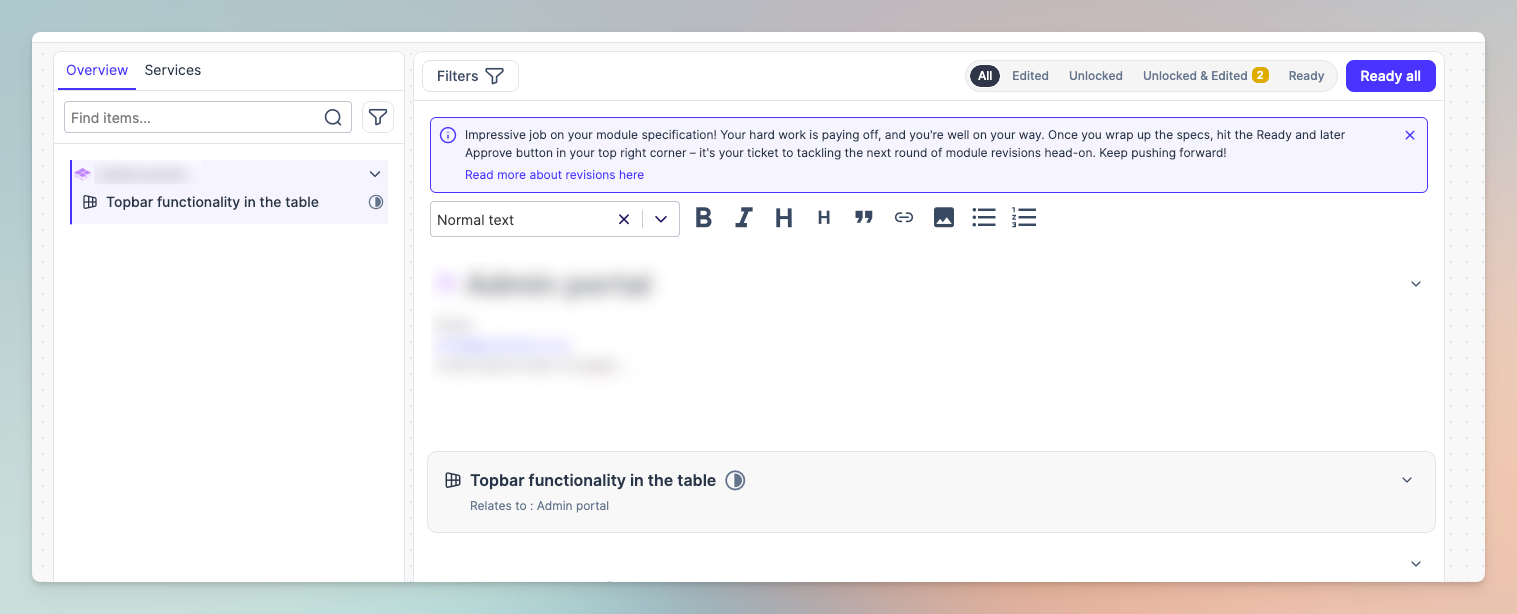 Overview Services
Find items...
Topbar functionality in the table
Filters
All Edited Unlocked Unlocked & Edited 2 Ready
Ready all
Impressive job on your module specification! Your hard work is paying off, and you're well on your way. Once you wrap up the specs, hit the Ready and later
Approve button in your top right corner – it's your ticket to tackling the next round of module revisions head-on. Keep pushing forward!
Read more about revisions here
Normal text
B I H H
Admin portal
Topbar functionality in the table
Relates to : Admin portal